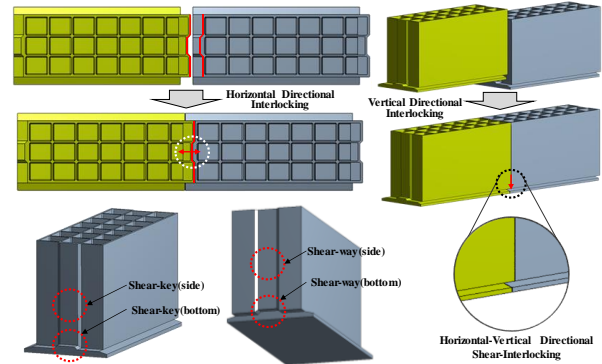 Horizontal Directional
Interlocking
Vertical Directional
Interlocking
Shear-key(side)
Shear-key(bottom)
Shear-way(side)
Shear-way(bottom)
Horizontal-Vertical Directional
Shear-Interlocking